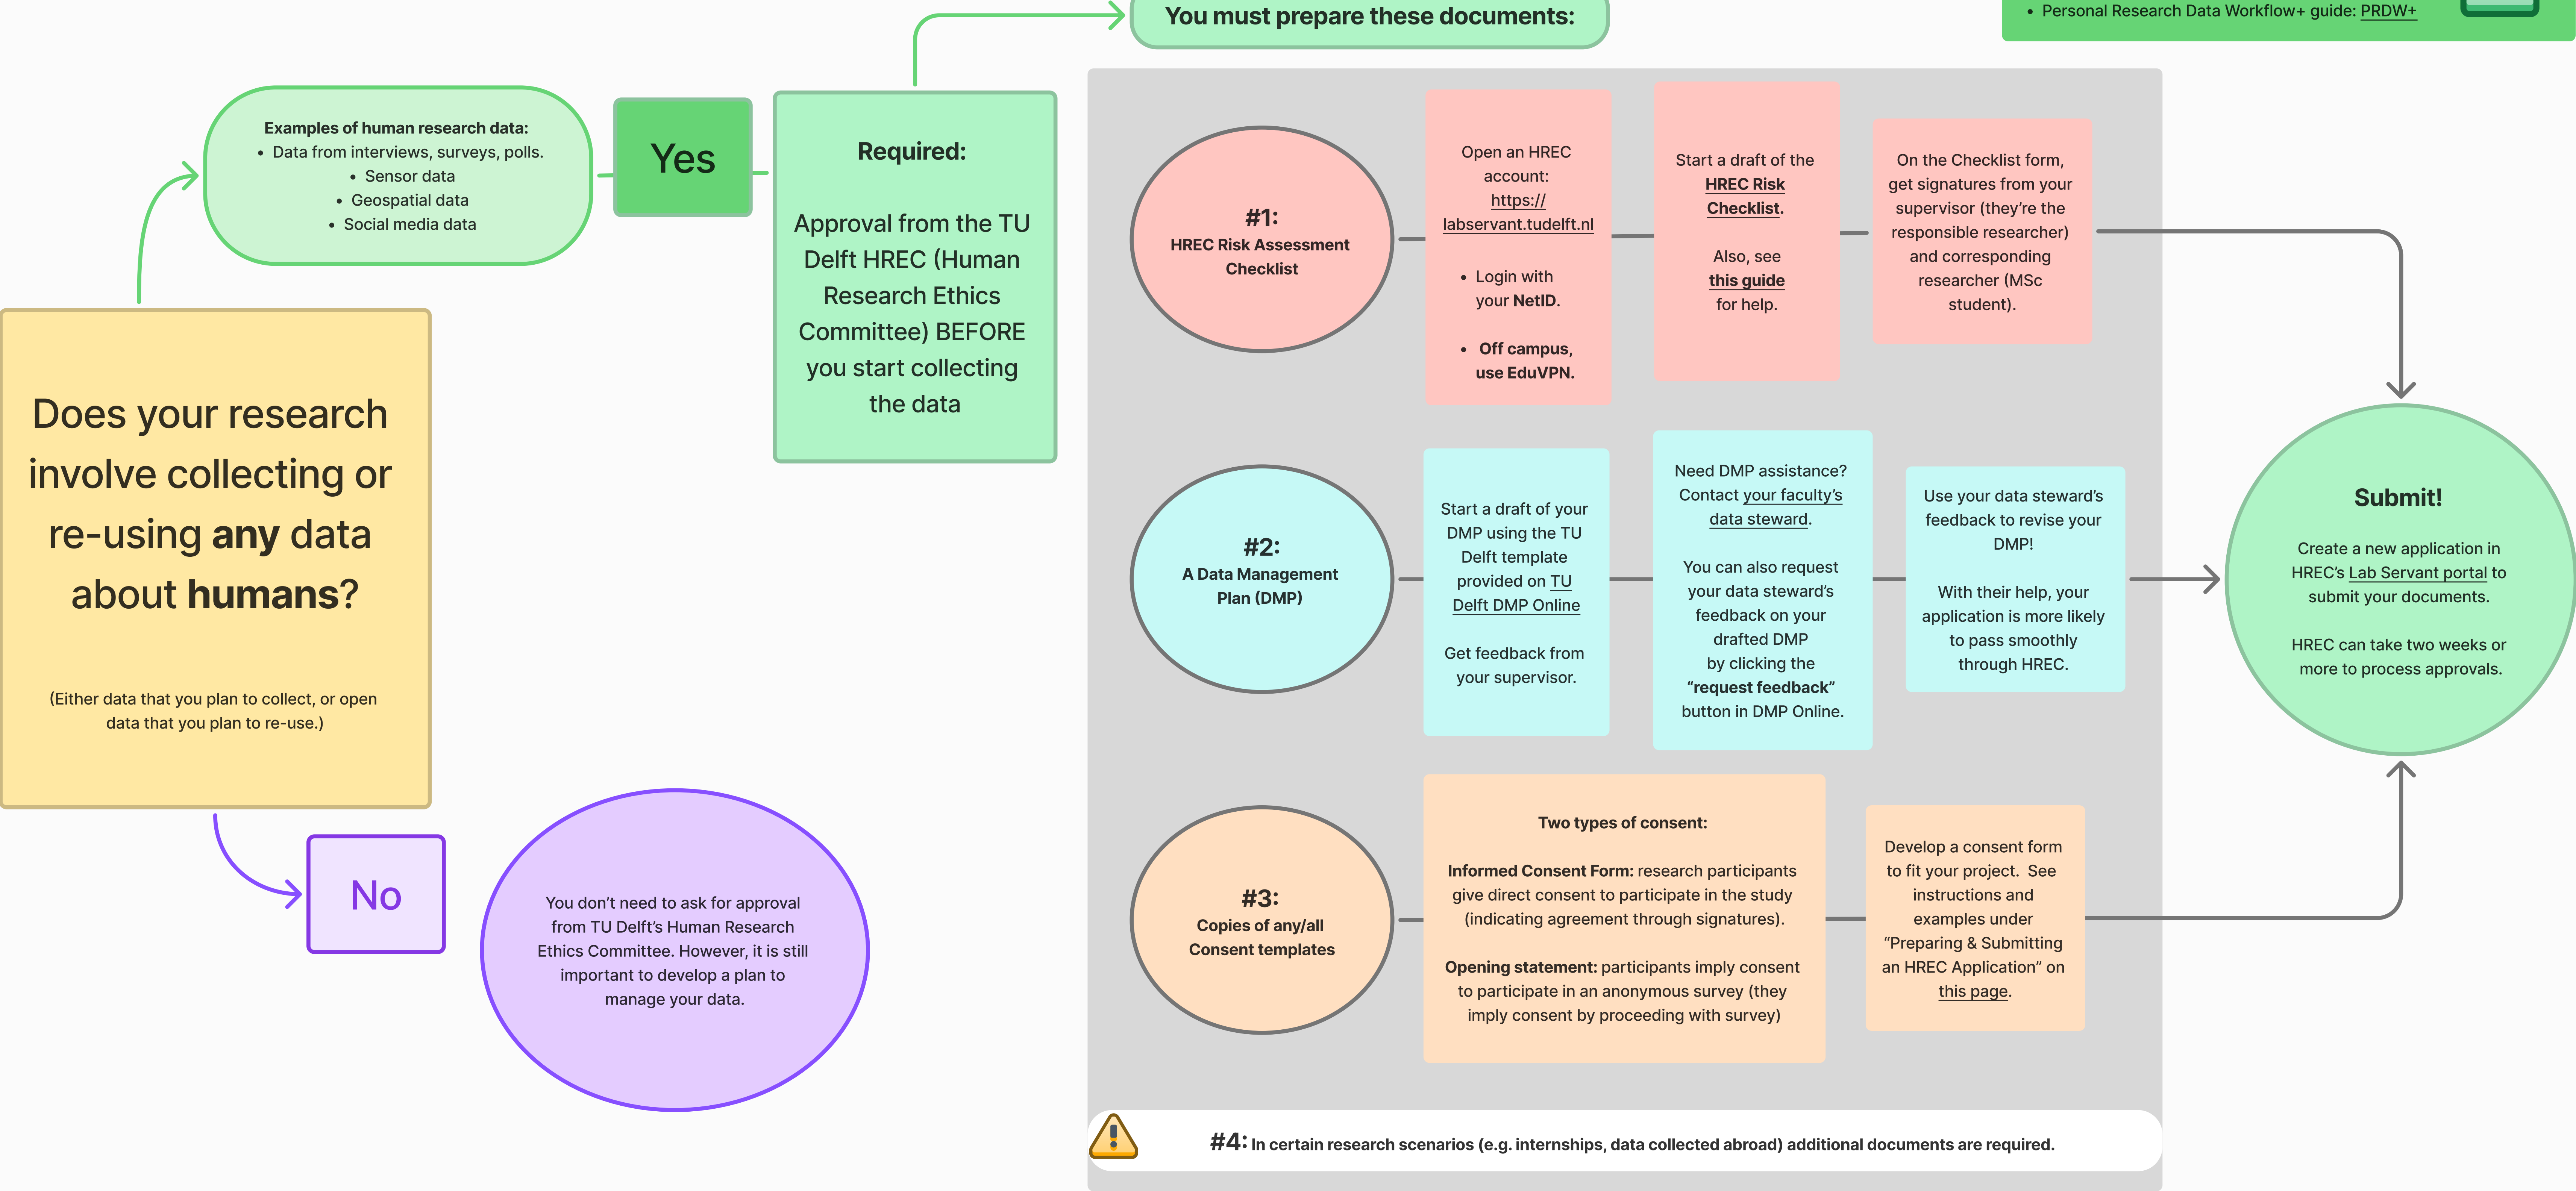 You must prepare these documents:
• Personal Research Data Workflow+ guide: PRDW+
Does your research
involve collecting or
re-using any data
about humans?
(Either data that you plan to collect, or open
data that you plan to re-use.)
Examples of human research data:
• Data from interviews, surveys, polls.
• Sensor data
• Geospatial data
• Social media data
Yes
Required:
Approval from the TU
Delft HREC (Human
Research Ethics
Committee) BEFORE
you start collecting
the data
No
You don’t need to ask for approval
from TU Delft’s Human Research
Ethics Committee. However, it is still
important to develop a plan to
manage your data.
#1:
HREC Risk Assessment
Checklist
Open an HREC
account:
https://
labservant.tudelft.nl
• Login with
your NetID.
• Off campus,
use EduVPN.
Start a draft of the
HREC Risk
Checklist.
Also, see
this guide
for help.
On the Checklist form,
get signatures from your
supervisor (they’re the
responsible researcher)
and corresponding
researcher (MSc
student).
#2:
A Data Management
Plan (DMP)
Start a draft of your
DMP using the TU
Delft template
provided on TU
Delft DMP Online
Get feedback from
your supervisor.
Need DMP assistance?
Contact your faculty’s
data steward.
You can also request
your data steward’s
feedback on your
drafted DMP
by clicking the
“request feedback”
button in DMP Online.
Use your data steward’s
feedback to revise your
DMP!
With their help, your
application is more likely
to pass smoothly
through HREC.
#3:
Copies of any/all
Consent templates
Two types of consent:
Informed Consent Form: research participants
give direct consent to participate in the study
(indicating agreement through signatures).
Opening statement: participants imply consent
to participate in an anonymous survey (they
imply consent by proceeding with survey)
Develop a consent form
to fit your project. See
instructions and
examples under
“Preparing & Submitting
an HREC Application” on
this page.
Submit!
Create a new application in
HREC’s Lab Servant portal to
submit your documents.
HREC can take two weeks or
more to process approvals.
#4: In certain research scenarios (e.g. internships, data collected abroad) additional documents are required.